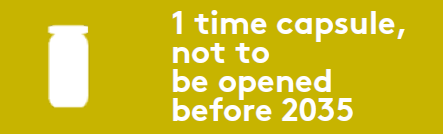 1 time capsule,
not to
be opened
before 2035